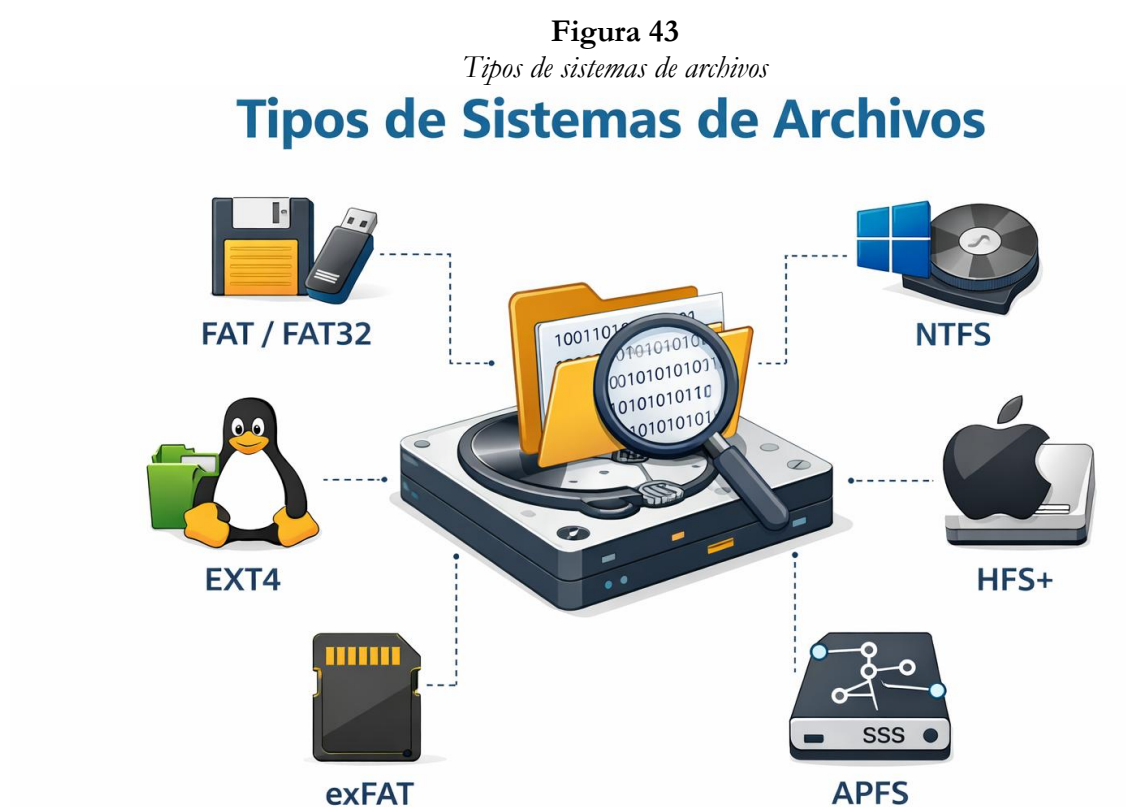 Figura 43
Tipos de sistemas de archivos
Tipos de Sistemas de Archivos
FAT / FAT32
NTFS
EXT4
HFS+
exFAT
SSS
APFS